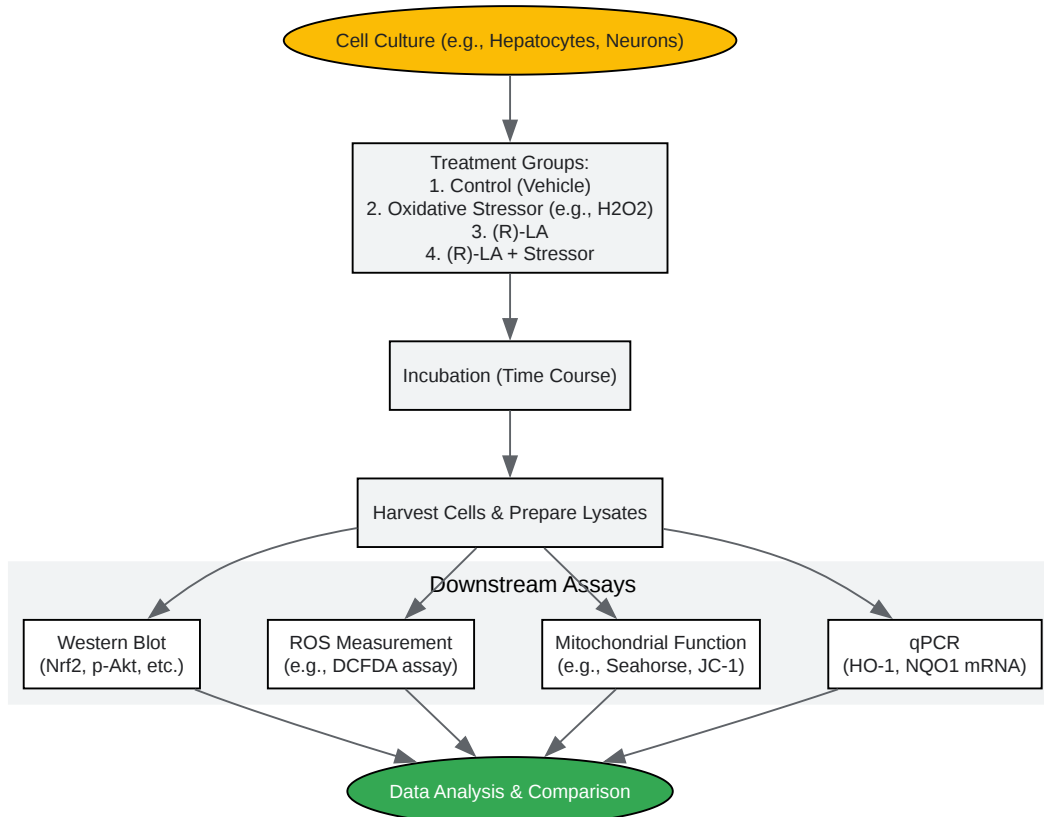 Cell Culture (e.g., Hepatocytes, Neurons)
Treatment Groups:
1. Control (Vehicle)
2. Oxidative Stressor (e.g., H2O2)
3. (R)-LA
4. (R)-LA + Stressor
Incubation (Time Course)
Harvest Cells & Prepare Lysates
Downstream Assays
Western Blot
(Nrf2, p-Akt, etc.)
ROS Measurement
(e.g., DCFDA assay)
Mitochondrial Function
(e.g., Seahorse, JC-1)
qPCR
(HO-1, NQO1 mRNA)
Data Analysis & Comparison